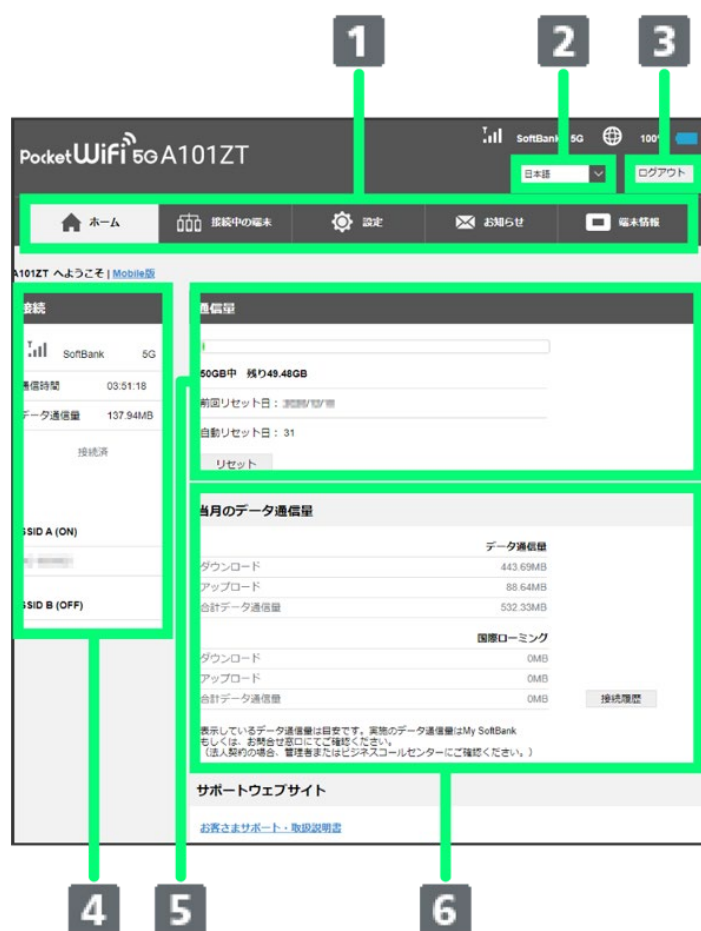 1
2
3
SoftBank 5G 100%
Pocket WiFi 5G A101ZT
日本語
ログアウト
ホーム
接続中の端末
設定
お知らせ
端末情報
A101ZT へようこそ | Mobile版
接続
SoftBank 5G
通信時間 03:51:18
データ通信量 137.94MB
接続済
SSID A (ON)
SSID B (OFF)
通信量
50GB中 残り49.48GB
前回リセット日：
自動リセット日： 31
リセット
当月のデータ通信量
データ通信量
ダウンロード 443.69MB
アップロード 88.64MB
合計データ通信量 532.33MB
国際ローミング
ダウンロード 0MB
アップロード 0MB
合計データ通信量 0MB
接続履歴
表示しているデータ通信量は目安です。実施のデータ通信量はMy SoftBank
もしくは、お問合せ窓口にてご確認ください。
（法人契約の場合、管理者またはビジネスコールセンターにご確認ください。）
サポートウェブサイト
お客さまサポート・取扱説明書
4
5
6